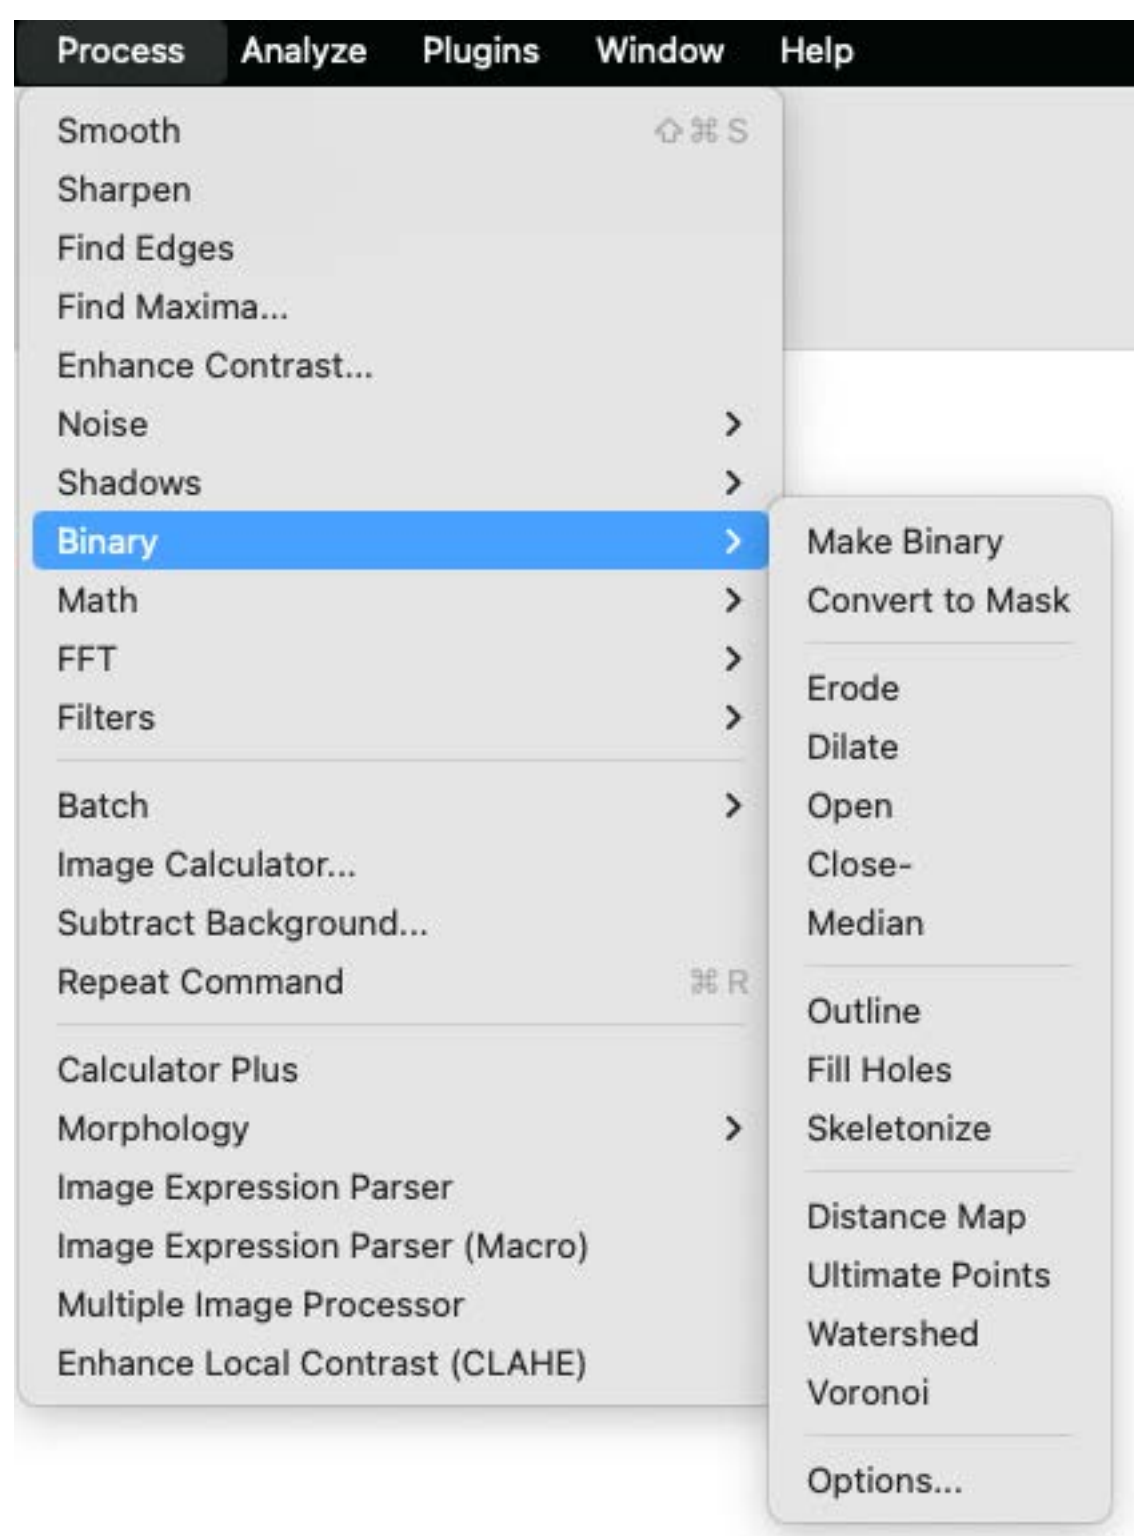 Process Analyze Plugins Window Help
Smooth ⇧⌘S
Sharpen
Find Edges
Find Maxima...
Enhance Contrast...
Noise
Shadows
Binary
Math
FFT
Filters
Batch
Image Calculator...
Subtract Background...
Repeat Command ⌘R
Calculator Plus
Morphology
Image Expression Parser
Image Expression Parser (Macro)
Multiple Image Processor
Enhance Local Contrast (CLAHE)
Make Binary
Convert to Mask
Erode
Dilate
Open
Close-
Median
Outline
Fill Holes
Skeletonize
Distance Map
Ultimate Points
Watershed
Voronoi
Options...